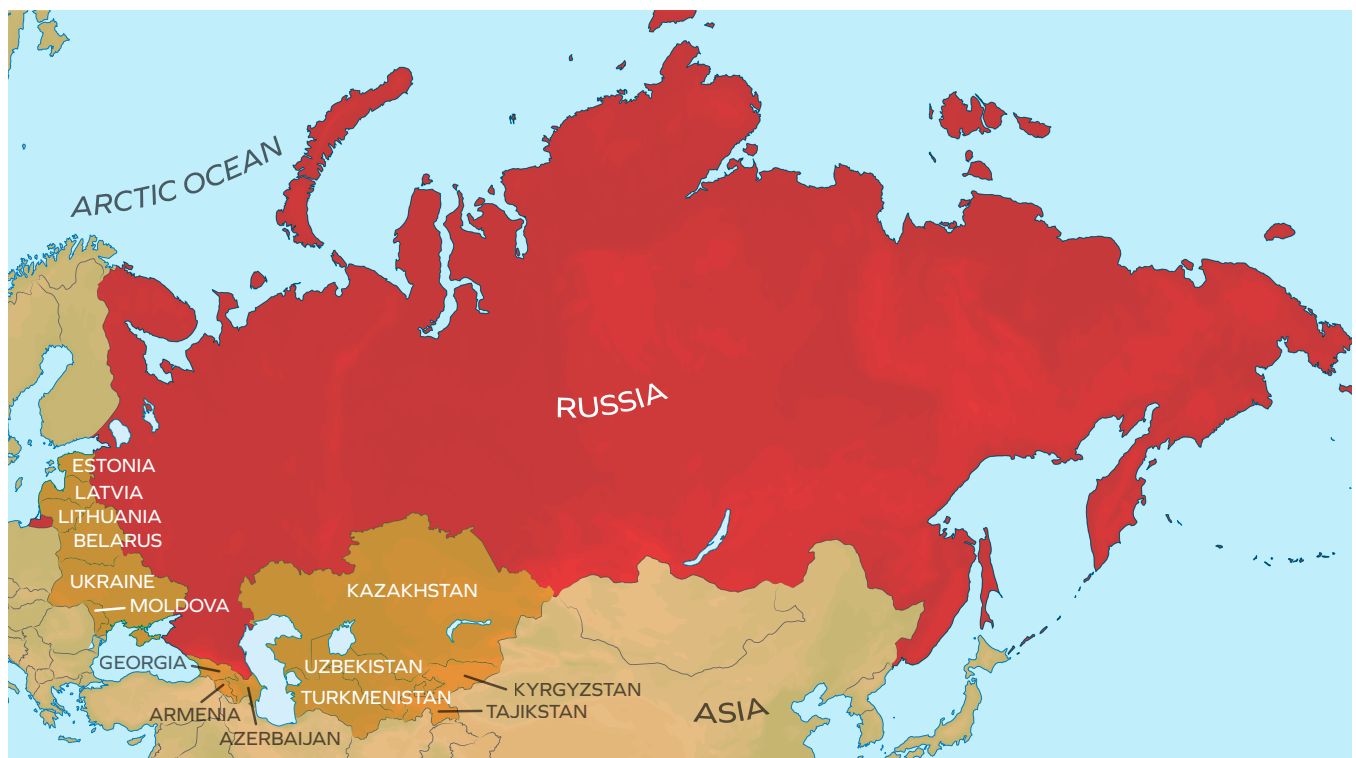 ARCTIC OCEAN
RUSSIA
ESTONIA
LATVIA
LITHUANIA
BELARUS
UKRAINE
KAZAKHSTAN
MOLDOVA
GEORGIA
UZBEKISTAN
KYRGYZSTAN
TURKMENISTAN
ARMENIA
TAJIKSTAN
ASIA
AZERBAIJAN